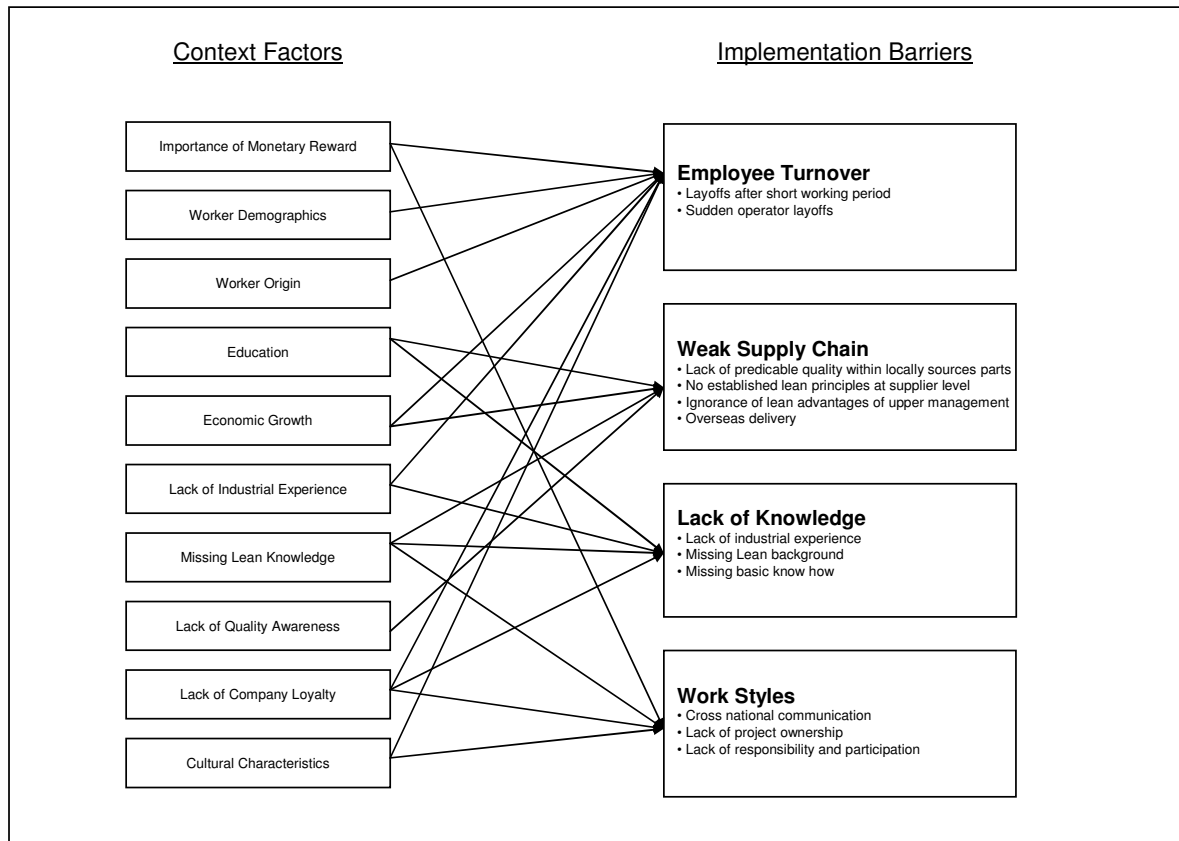 Context Factors
Implementation Barriers
Importance of Monetary Reward
Worker Demographics
Worker Origin
Education
Economic Growth
Lack of Industrial Experience
Missing Lean Knowledge
Lack of Quality Awareness
Lack of Company Loyalty
Cultural Characteristics
Employee Turnover
• Layoffs after short working period
• Sudden operator layoffs
Weak Supply Chain
• Lack of predicable quality within locally sources parts
• No established lean principles at supplier level
• Ignorance of lean advantages of upper management
• Overseas delivery
Lack of Knowledge
• Lack of industrial experience
• Missing Lean background
• Missing basic know how
Work Styles
• Cross national communication
• Lack of project ownership
• Lack of responsibility and participation